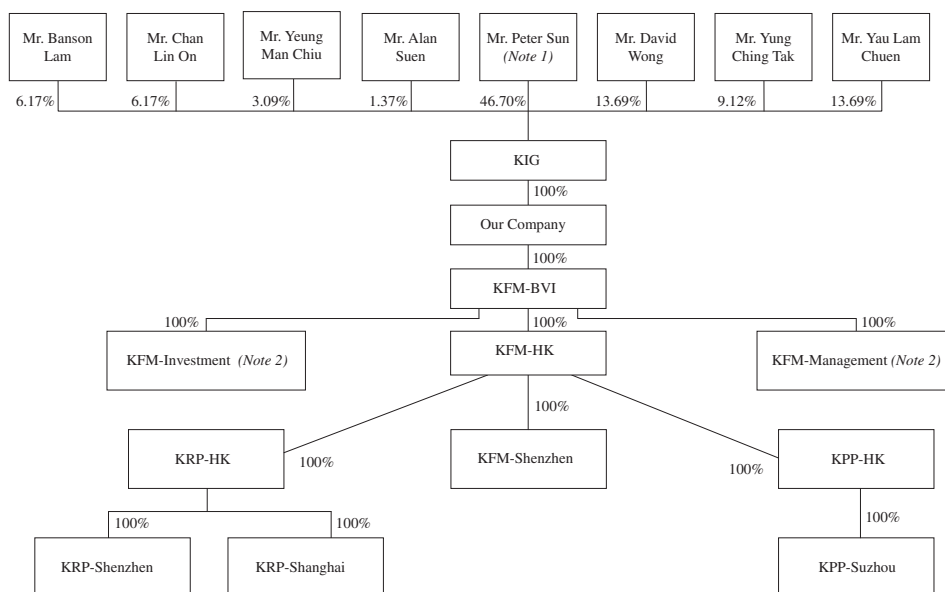 Mr. Banson
Lam
Mr. Chan
Lin On
Mr. Yeung
Man Chiu
Mr. Alan
Suen
Mr. Peter Sun
(Note 1)
Mr. David
Wong
Mr. Yung
Ching Tak
Mr. Yau Lam
Chuen
6.17%
6.17%
3.09%
1.37%
46.70%
13.69%
9.12%
13.69%
KIG
100%
Our Company
100%
KFM-BVI
100%
100%
100%
KFM-Investment (Note 2)
KFM-HK
KFM-Management (Note 2)
100%
KRP-HK
100%
KFM-Shenzhen
100%
KPP-HK
100%
100%
100%
KRP-Shenzhen
KRP-Shanghai
KPP-Suzhou